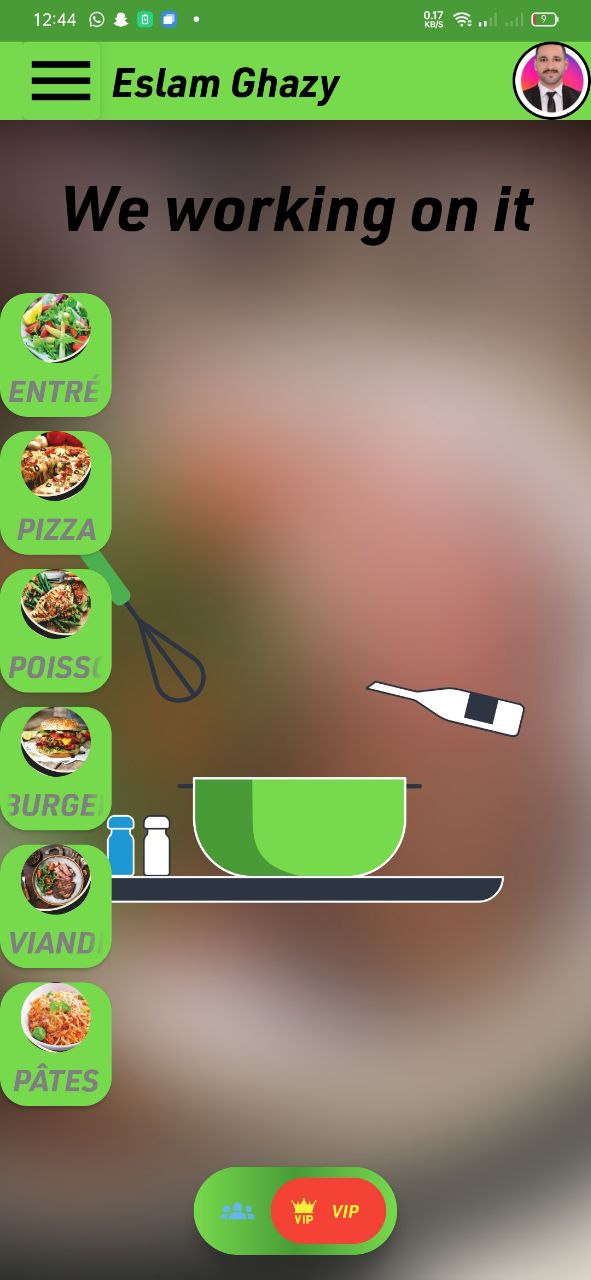 12:44
0.17
KB/S
9
Eslam Ghazy
We working on it
ENTRÉ
PIZZA
POISSO
BURGE
VIAND
PÂTES
VIP
VIP